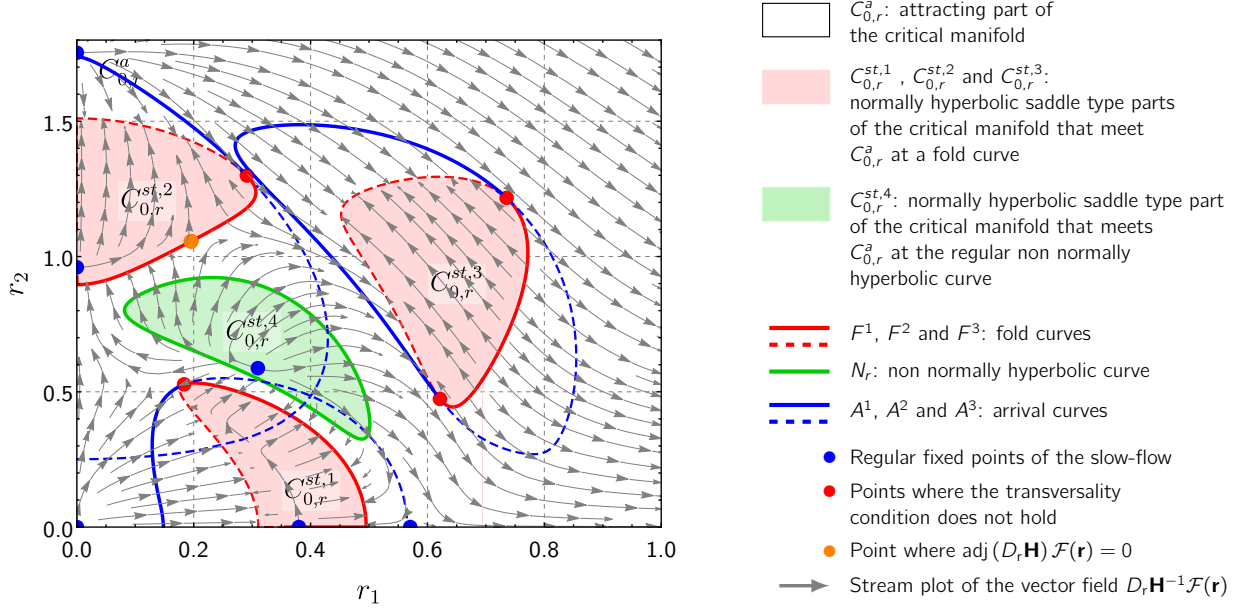 C^a_{0,r}
C^{st,2}_{0,r}
C^{st,3}_{0,r}
C^{st,4}_{0,r}
C^{st,1}_{0,r}
1.5
1.0
0.5
0.0
r_2
0.0 0.2 0.4 0.6 0.8 1.0
r_1
C^a_{0,r}: attracting part of
the critical manifold
C^{st,1}_{0,r} , C^{st,2}_{0,r} and C^{st,3}_{0,r}:
normally hyperbolic saddle type parts
of the critical manifold that meet
C^a_{0,r} at a fold curve
C^{st,4}_{0,r}: normally hyperbolic saddle type part
of the critical manifold that meets
C^a_{0,r} at the regular non normally
hyperbolic curve
F^1, F^2 and F^3: fold curves
N_r: non normally hyperbolic curve
A^1, A^2 and A^3: arrival curves
Regular fixed points of the slow-flow
Points where the transversality
condition does not hold
Point where adj (D_r H) F(r) = 0
Stream plot of the vector field D_r H^{-1} F(r)